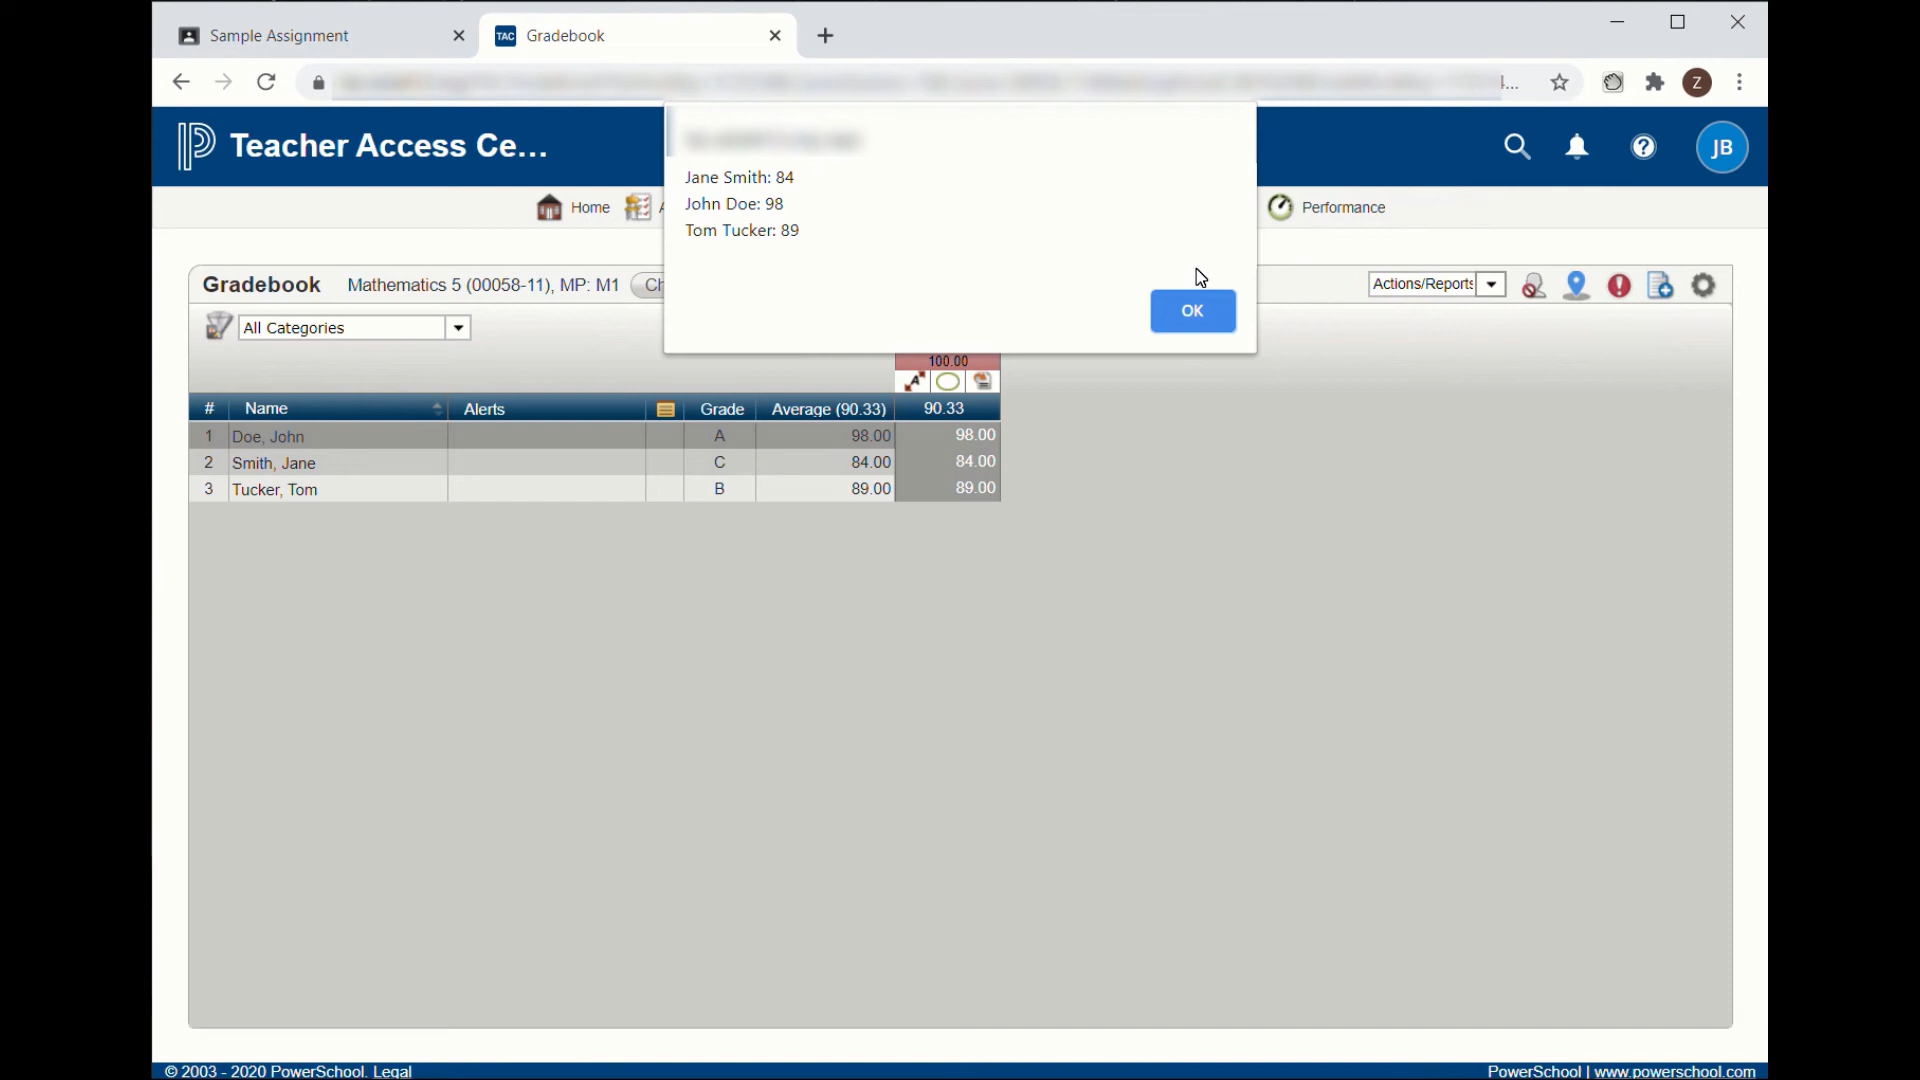 Sample Assignment
TAC Gradebook
4...
Z
Teacher Access Ce...
JB
Jane Smith: 84
John Doe: 98
Tom Tucker: 89
OK
Home A
Performance
Gradebook Mathematics 5 (00058-11), MP: M1 Ch
Actions/Reports
All Categories
100.00
# Name Alerts Grade Average (90.33) 90.33
1 Doe, John A 98.00 98.00
2 Smith, Jane C 84.00 84.00
3 Tucker, Tom B 89.00 89.00
© 2003 - 2020 PowerSchool. Legal
PowerSchool | www.powerschool.com